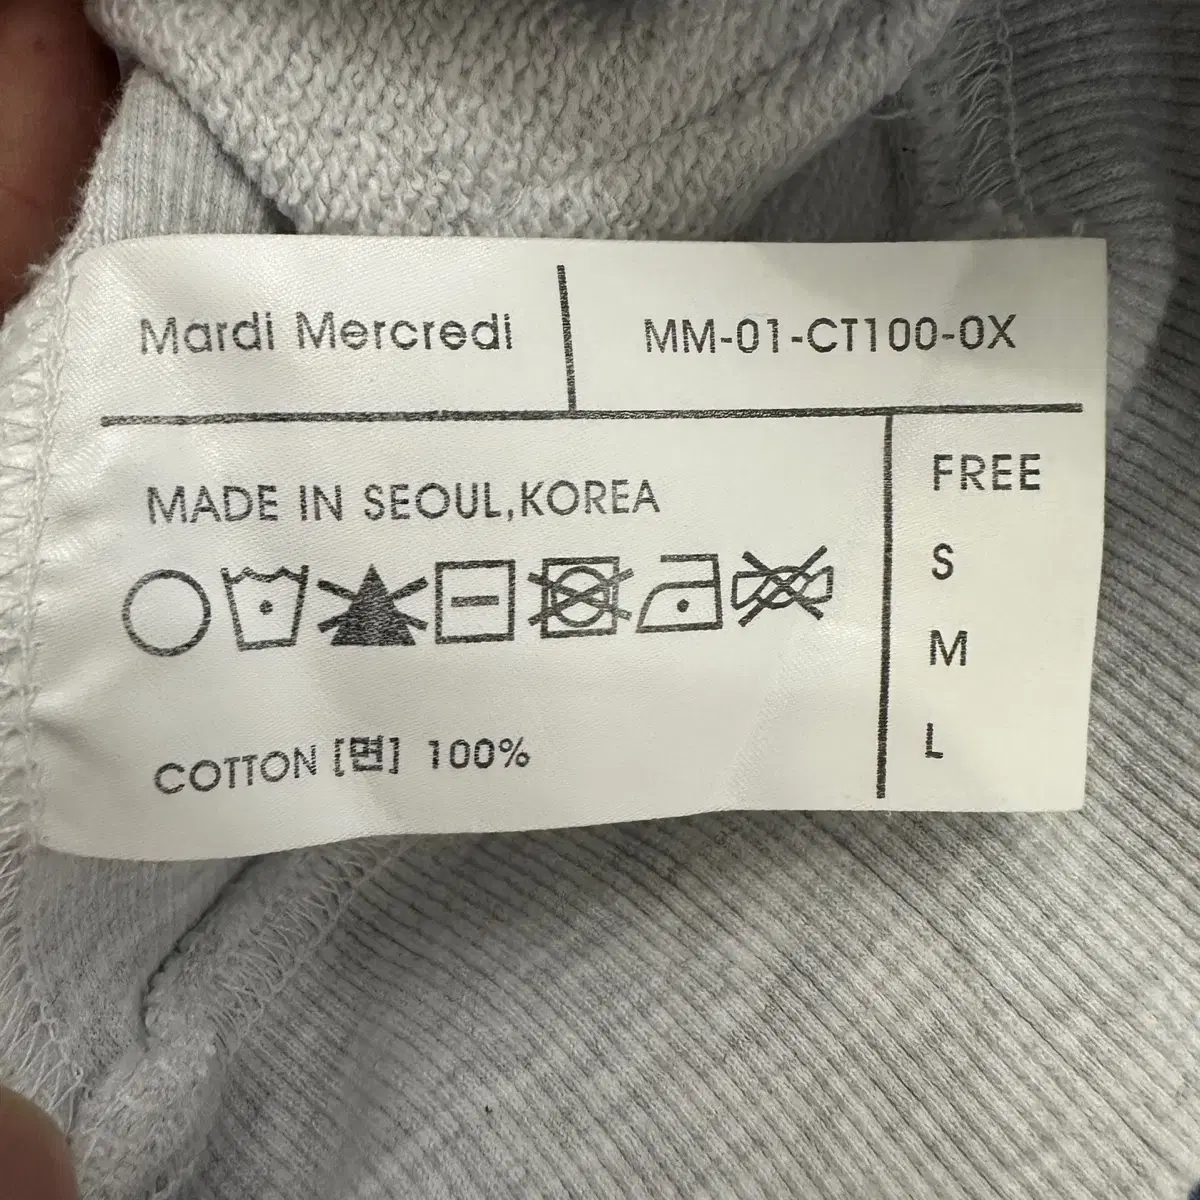 Mardi Mercredi
MM-01-CT100-0X
MADE IN SEOUL,KOREA
COTTON [면] 100%
FREE
S
M
L